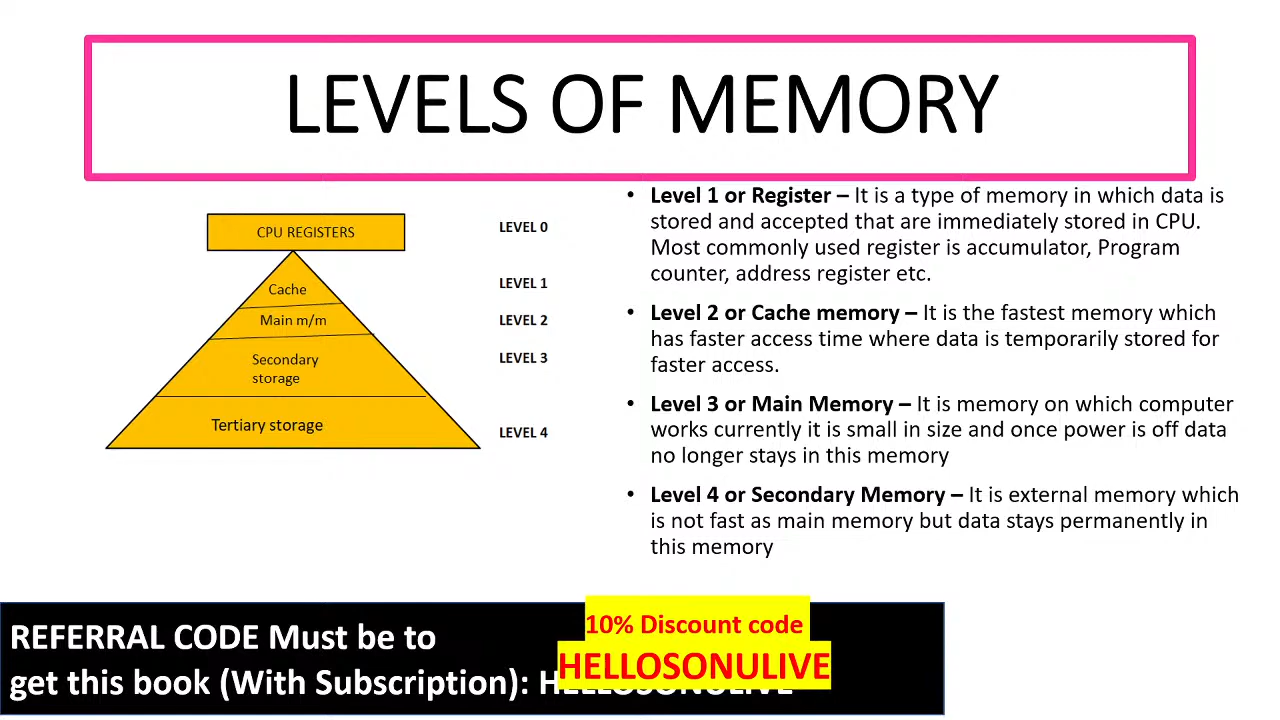 LEVELS OF MEMORY
CPU REGISTERS
LEVEL 0
Cache
LEVEL 1
Main m/m
LEVEL 2
Secondary
storage
LEVEL 3
Tertiary storage
LEVEL 4
• Level 1 or Register – It is a type of memory in which data is
stored and accepted that are immediately stored in CPU.
Most commonly used register is accumulator, Program
counter, address register etc.
• Level 2 or Cache memory – It is the fastest memory which
has faster access time where data is temporarily stored for
faster access.
• Level 3 or Main Memory – It is memory on which computer
works currently it is small in size and once power is off data
no longer stays in this memory
• Level 4 or Secondary Memory – It is external memory which
is not fast as main memory but data stays permanently in
this memory
REFERRAL CODE Must be to
get this book (With Subscription): HELLOSONULIVE
10% Discount code
HELLOSONULIVE